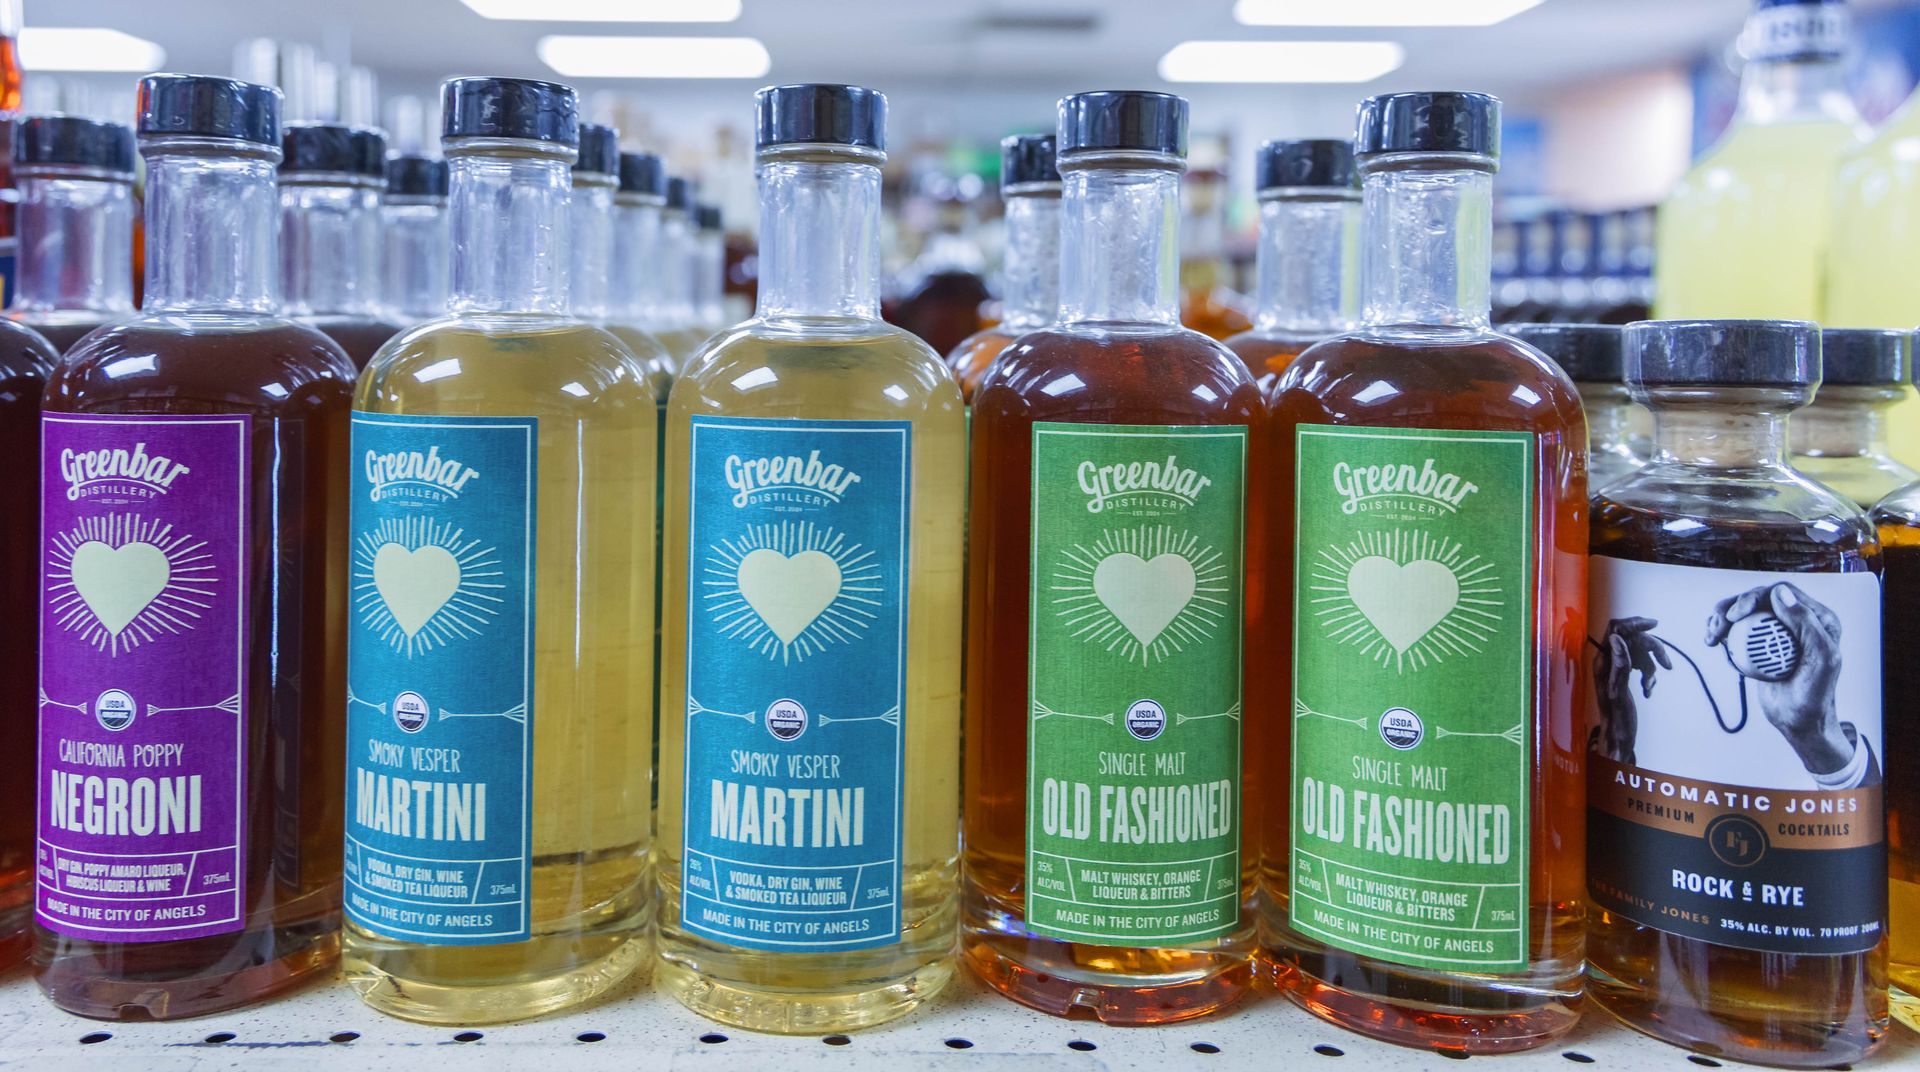 Greenbar
DISTILLERY
EST. 2004
USDA
ORGANIC
CALIFORNIA POPPY
NEGRONI
DRY GIN, POPPY AMARO LIQUEUR,
HIBISCUS LIQUEUR & WINE
375mL
MADE IN THE CITY OF ANGELS
Greenbar
DISTILLERY
EST. 2004
USDA
ORGANIC
SMOKY VESPER
MARTINI
VODKA, DRY GIN, WINE
& SMOKED TEA LIQUEUR
375mL
MADE IN THE CITY OF ANGELS
Greenbar
DISTILLERY
EST. 2004
USDA
ORGANIC
SMOKY VESPER
MARTINI
ALC/VOL
VODKA, DRY GIN, WINE
& SMOKED TEA LIQUEUR
375mL
MADE IN THE CITY OF ANGELS
Greenbar
DISTILLERY
EST. 2004
USDA
ORGANIC
SINGLE MALT
OLD FASHIONED
35%
ALC/VOL
MALT WHISKEY, ORANGE
LIQUEUR & BITTERS
375mL
MADE IN THE CITY OF ANGELS
Greenbar
DISTILLERY
EST. 2004
USDA
ORGANIC
SINGLE MALT
OLD FASHIONED
35%
ALC/VOL
MALT WHISKEY, ORANGE
LIQUEUR & BITTERS
375mL
MADE IN THE CITY OF ANGELS
AUTOMATIC JONES
PREMIUM COCKTAILS
FJ
ROCK & RYE
THE FAMILY JONES
35% ALC. BY VOL. 70 PROOF 200ML